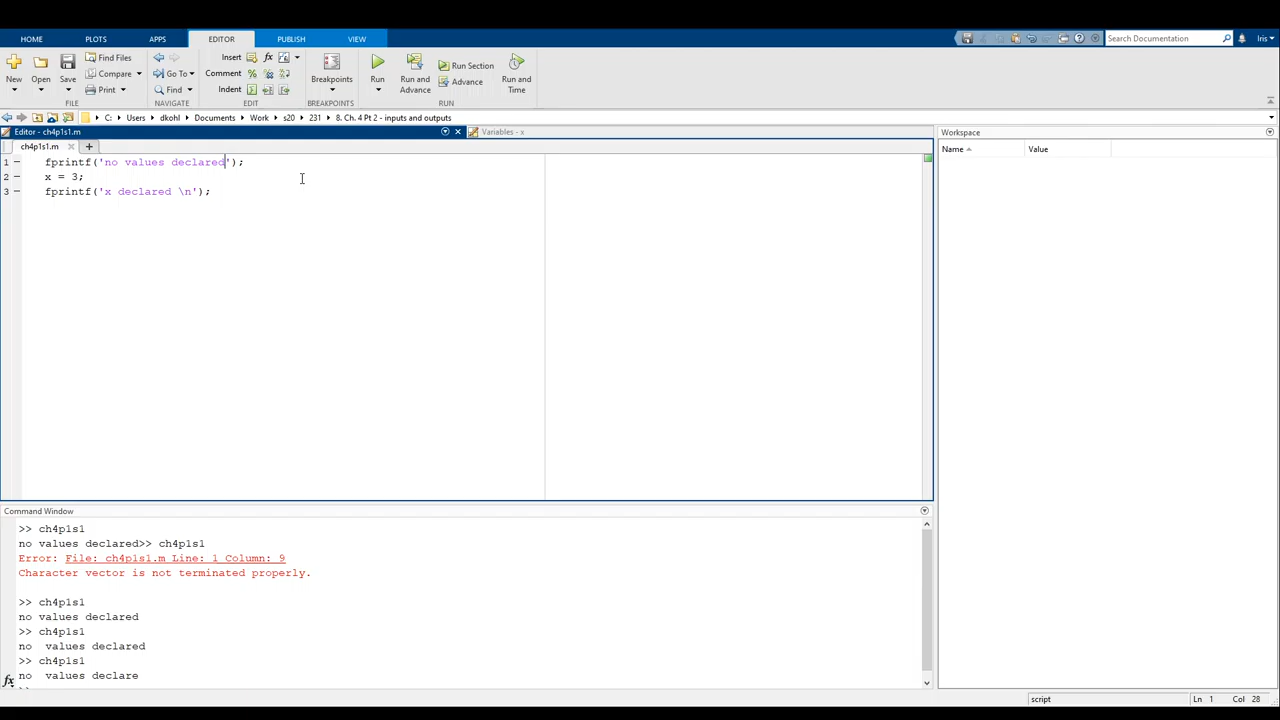 HOME PLOTS APPS EDITOR PUBLISH VIEW Search Documentation Iris
New Open Save Find Files Compare Print Go To Find Insert Comment Indent Breakpoints Run Run and Advance Run Section Advance Run and Time
FILE NAVIGATE EDIT BREAKPOINTS RUN
C: Users dkohl Documents Work s20 231 8. Ch. 4 Pt 2 - inputs and outputs
Editor - ch4p1s1.m Variables - x Workspace
ch4p1s1.m Name Value
1 fprintf('no values declared');
2 x = 3;
3 fprintf('x declared \n');
Command Window
>> ch4p1s1
no values declared>> ch4p1s1
Error: File: ch4p1s1.m Line: 1 Column: 9
Character vector is not terminated properly.
>> ch4p1s1
no values declared
>> ch4p1s1
no  values declared
>> ch4p1s1
no  values declare
fx >>
script Ln 1 Col 28